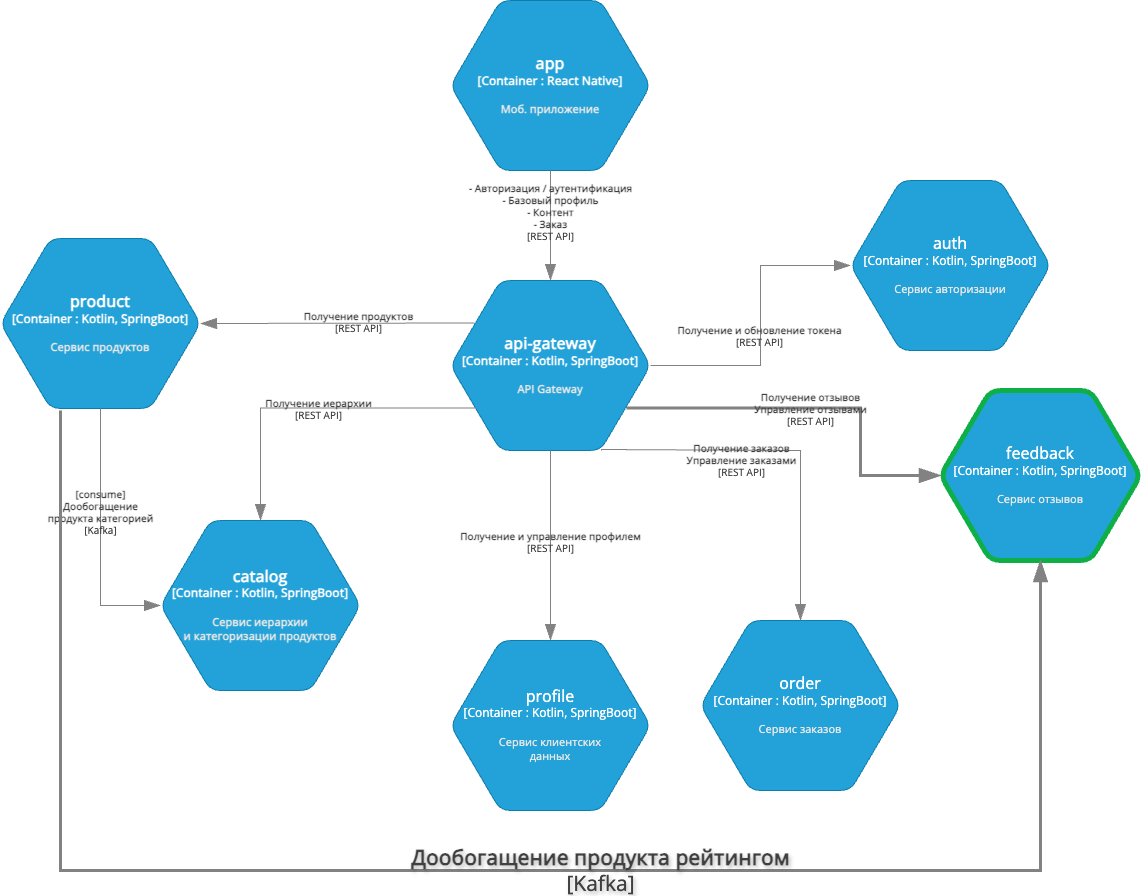 app
[Container : React Native]
Моб. приложение
- Авторизация / аутентификация
- Базовый профиль
- Контент
- Заказ
[REST API]
auth
[Container : Kotlin, SpringBoot]
Сервис авторизации
product
[Container : Kotlin, SpringBoot]
Сервис продуктов
Получение продуктов
[REST API]
api-gateway
[Container : Kotlin, SpringBoot]
API Gateway
Получение и обновление токена
[REST API]
Получение иерархии
[REST API]
Получение отзывов
Управление отзывами
[REST API]
feedback
[Container : Kotlin, SpringBoot]
Сервис отзывов
Получение заказов
Управление заказами
[REST API]
[consume]
Дообогащение
продукта категорией
[Kafka]
Получение и управление профилем
[REST API]
catalog
[Container : Kotlin, SpringBoot]
Сервис иерархии
и категоризации продуктов
profile
[Container : Kotlin, SpringBoot]
Сервис клиентских
данных
order
[Container : Kotlin, SpringBoot]
Сервис заказов
Дообогащение продукта рейтингом
[Kafka]